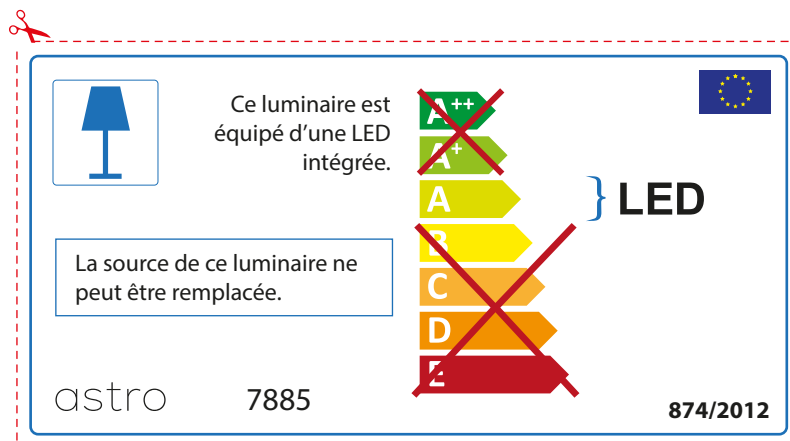 Ce luminaire est
équipé d’une LED
intégrée.
La source de ce luminaire ne
peut être remplacée.
A++
A+
A
B
C
D
E
LED
astro
7885
874/2012